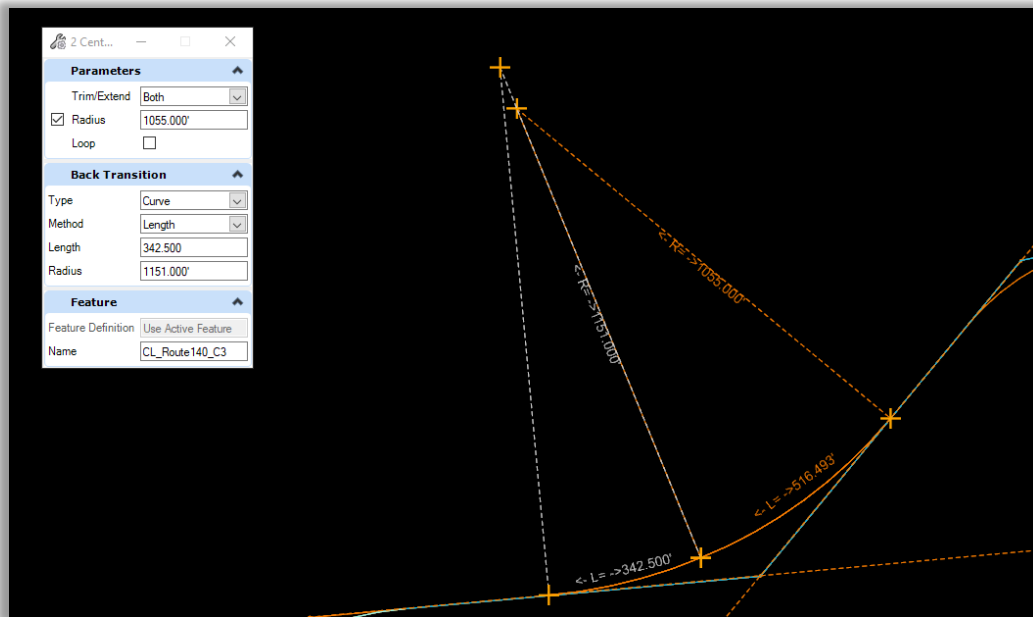 2 Cent...
Parameters
Trim/Extend Both
Radius 1055.000'
Loop
Back Transition
Type Curve
Method Length
Length 342.500
Radius 1151.000'
Feature
Feature Definition Use Active Feature
Name CL_Route140_C3
<- R= ->1055.000'
<- R= ->1151.000'
<- L= ->516.493'
<- L= ->342.500'